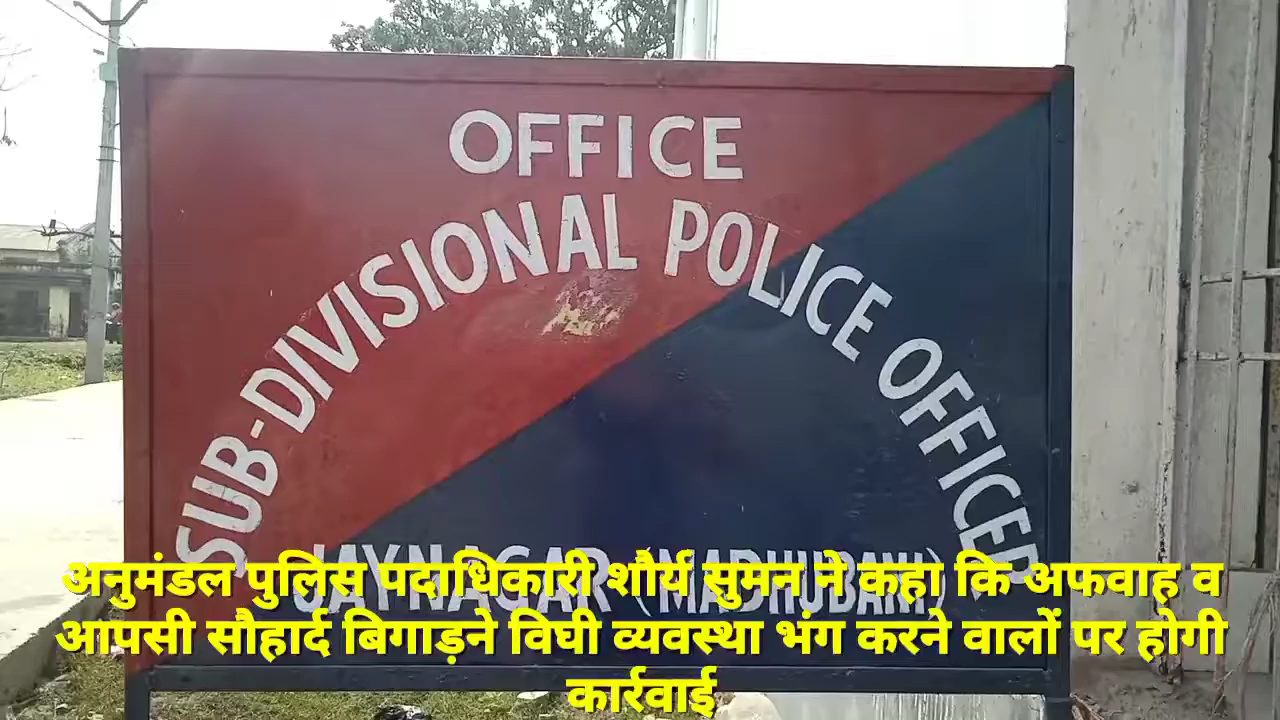 OFFICE
SUB-DIVISIONAL POLICE OFFICER
JAYNAGAR (MADHUBANI)
अनुमंडल पुलिस पदाधिकारी शौर्य सुमन ने कहा कि अफवाह व
आपसी सौहार्द बिगाड़ने विघी व्यवस्था भंग करने वालों पर होगी
कार्रवाई